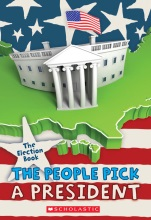 The Election Book
THE PEOPLE PICK
A PRESIDENT
SCHOLASTIC